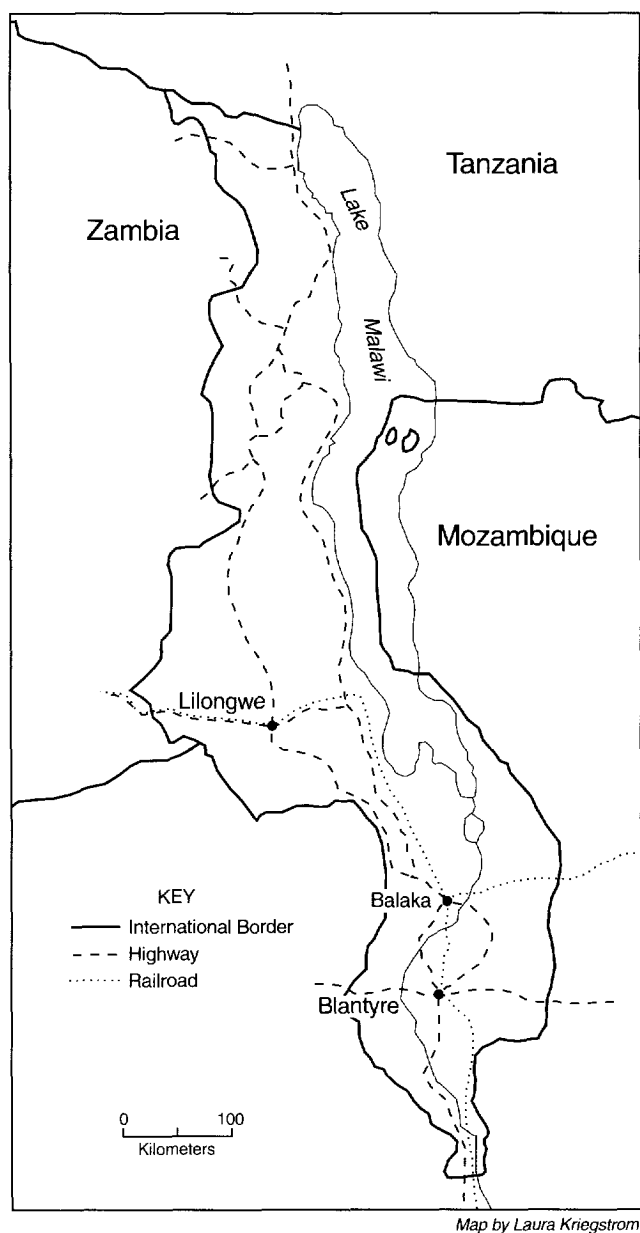 Tanzania
Lake
Zambia
Malawi
Mozambique
Lilongwe
KEY
International Border
Highway
Railroad
Balaka
Blantyre
0 100
Kilometers
Map by Laura Kriegstrom